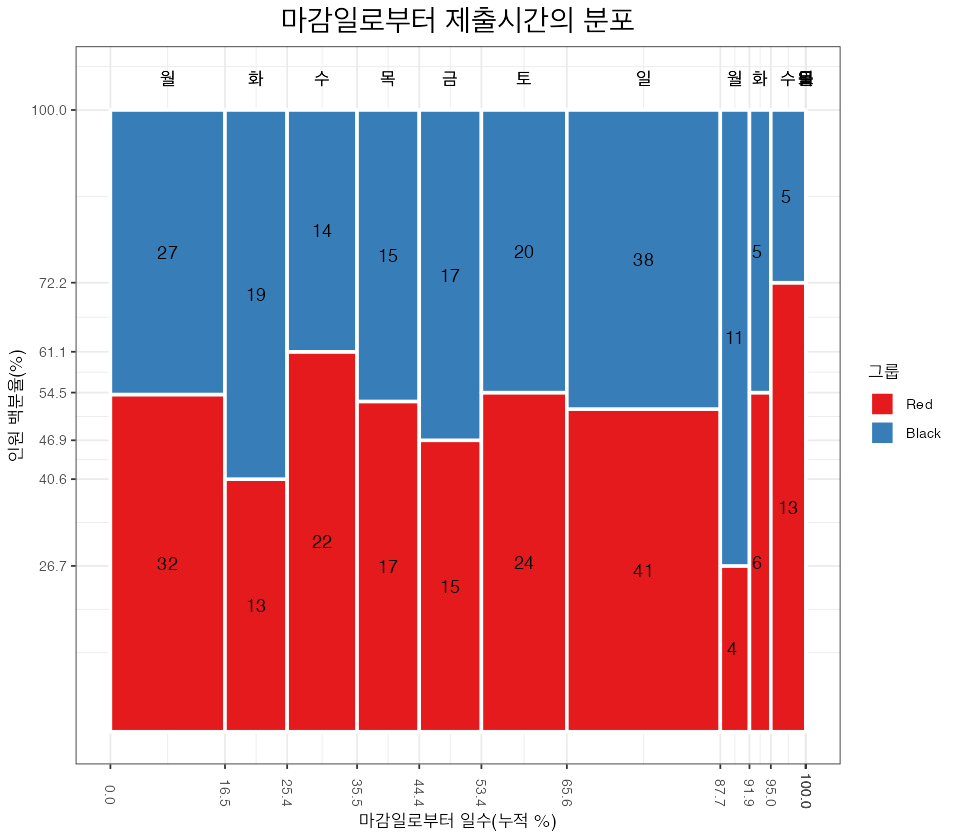 마감일로부터 제출시간의 분포
월 화 수 목 금 토 일 월 화 수
100.0
72.2
61.1
54.5
46.9
40.6
26.7
인원 백분율(%)
27 19 14 15 17 20 38 11 5 5
32 13 22 17 15 24 41 4 6 13
0.0 16.5 25.4 35.5 44.4 53.4 65.6 87.7 91.9 95.0 100.0
마감일로부터 일수(누적 %)
그룹
Red
Black